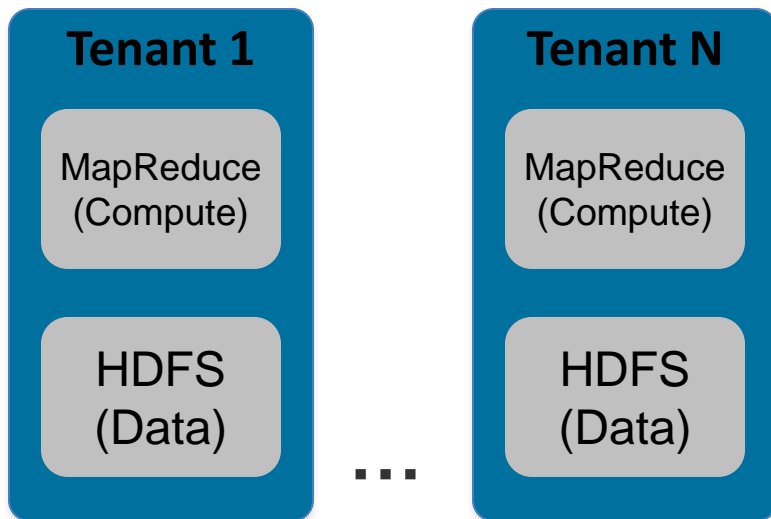 Tenant 1
MapReduce
(Compute)
HDFS
(Data)
...
Tenant N
MapReduce
(Compute)
HDFS
(Data)